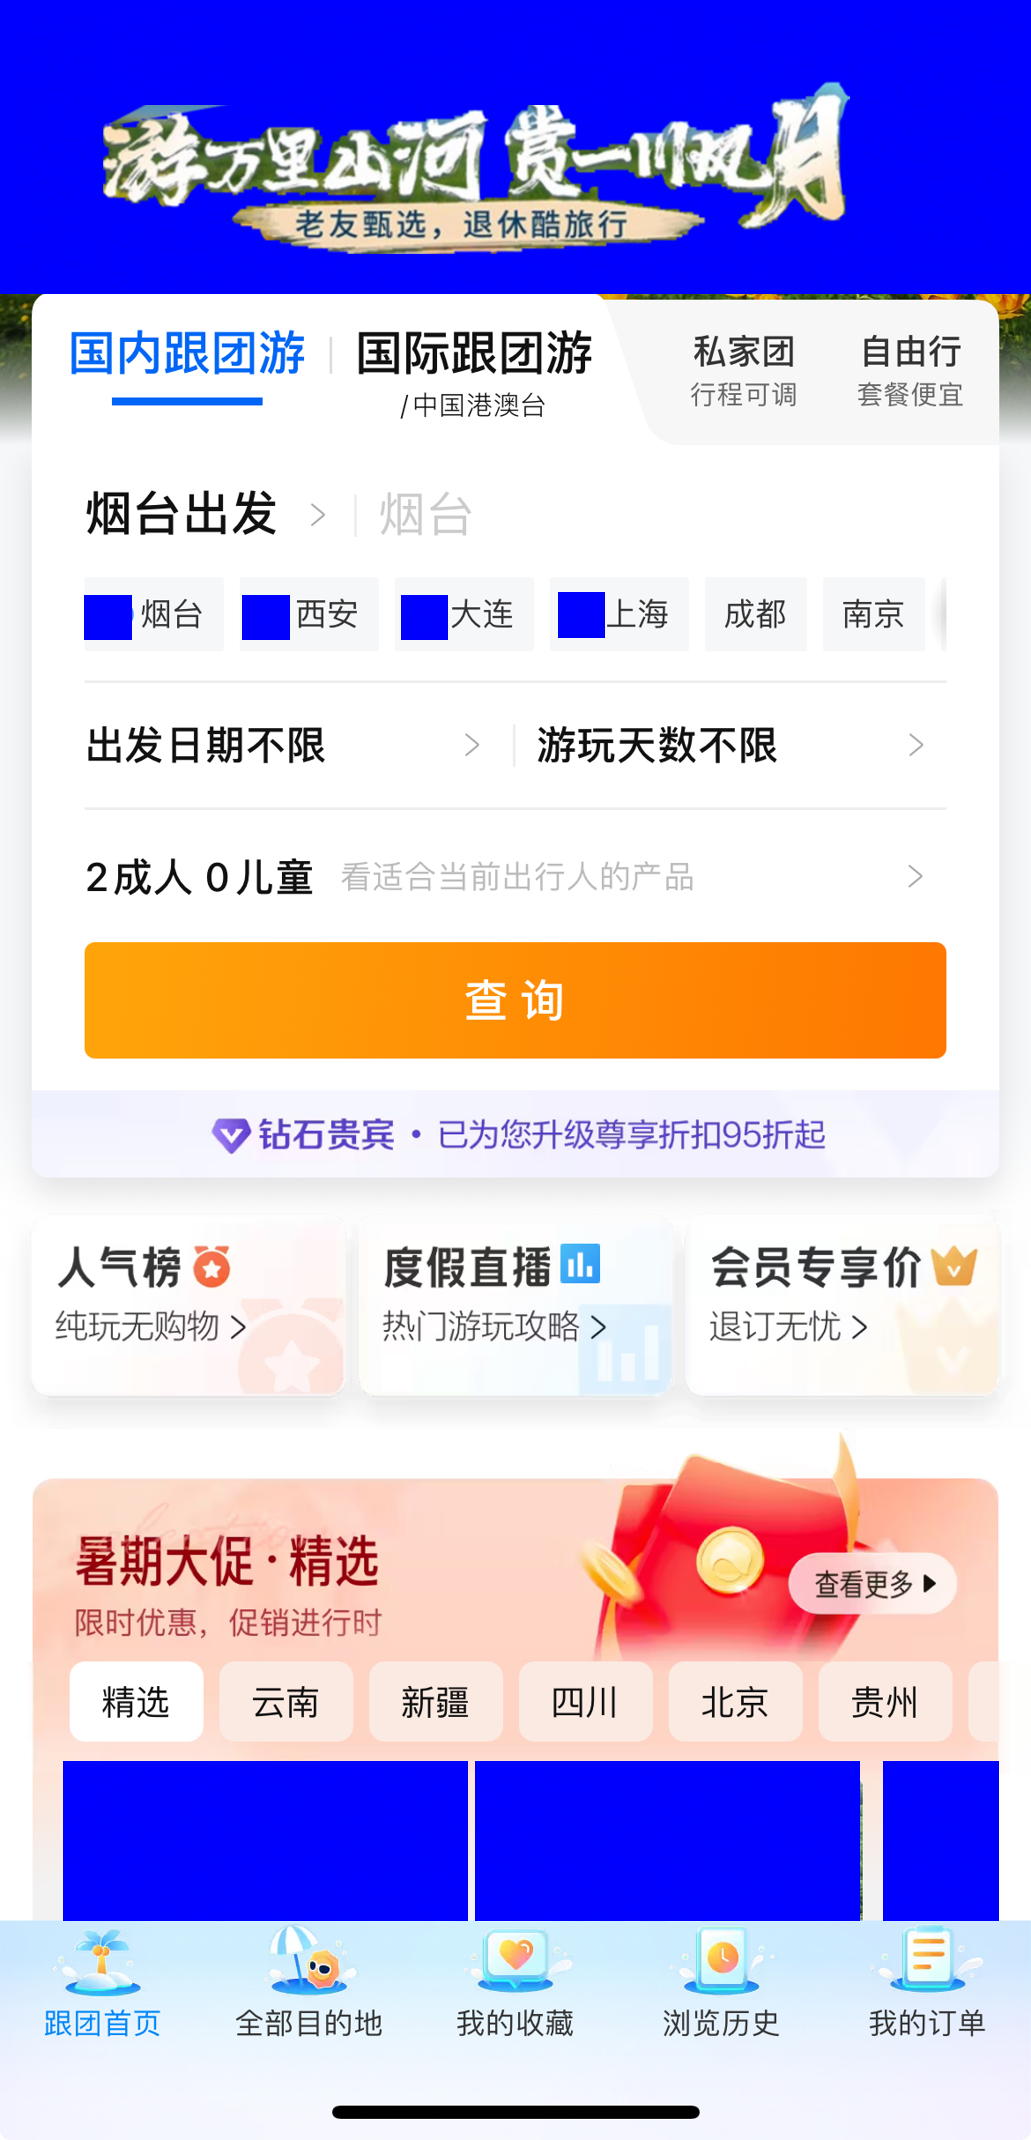 游万里山河 赏一川风月
老友甄选，退休酷旅行
国内跟团游 国际跟团游 私家团 自由行
/中国港澳台 行程可调 套餐便宜
烟台出发 > 烟台
烟台 西安 大连 上海 成都 南京
出发日期不限 > 游玩天数不限 >
2成人 0儿童 看适合当前出行人的产品 >
查询
钻石贵宾 · 已为您升级尊享折扣95折起
人气榜 度假直播 会员专享价
纯玩无购物 > 热门游玩攻略 > 退订无忧 >
暑期大促·精选
查看更多
限时优惠，促销进行时
精选 云南 新疆 四川 北京 贵州
跟团首页 全部目的地 我的收藏 浏览历史 我的订单